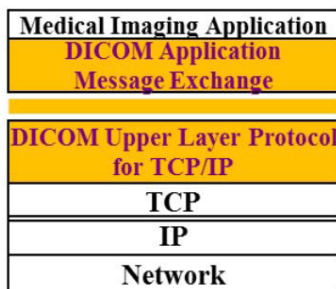 Medical Imaging Application
DICOM Application
Message Exchange
DICOM Upper Layer Protocol
for TCP/IP
TCP
IP
Network